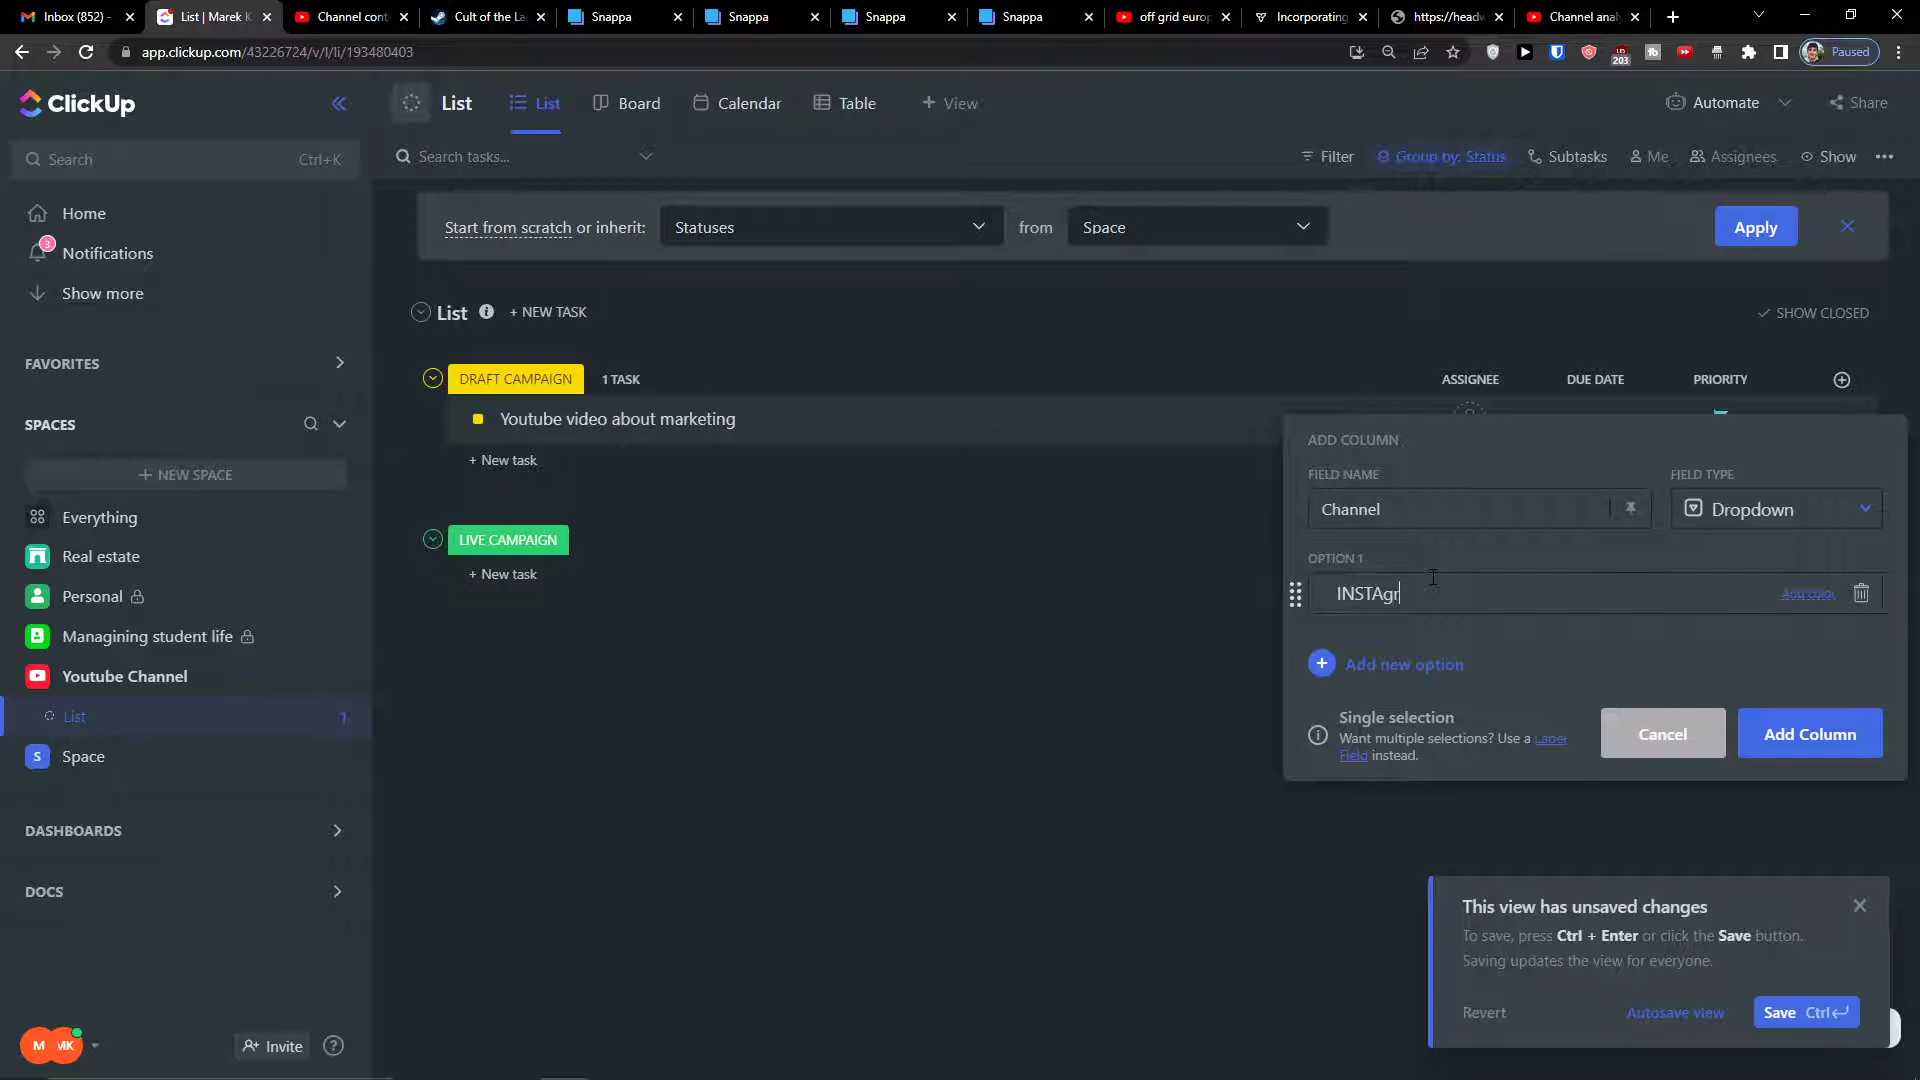 Inbox (852) -
List | Marek K
Channel cont
Cult of the La
Snappa
Snappa
Snappa
Snappa
off grid europ
Incorporating
https://headw
Channel anal
app.clickup.com/43226724/v/l/li/193480403
203
Paused
ClickUp
List
List
Board
Calendar
Table
+ View
Automate
Share
Search
Ctrl+K
Search tasks...
Filter
Group by: Status
Subtasks
Me
Assignees
Show
Home
3
Notifications
Show more
Start from scratch or inherit:
Statuses
from
Space
Apply
List
+ NEW TASK
SHOW CLOSED
FAVORITES
DRAFT CAMPAIGN
1 TASK
ASSIGNEE
DUE DATE
PRIORITY
SPACES
Youtube video about marketing
+ New task
+ NEW SPACE
Everything
Real estate
Personal
Managining student life
Youtube Channel
List
1
S
Space
LIVE CAMPAIGN
+ New task
ADD COLUMN
FIELD NAME
FIELD TYPE
Channel
Dropdown
OPTION 1
INSTAgr
Add color
Add new option
Single selection
Want multiple selections? Use a Label
Field instead.
Cancel
Add Column
DASHBOARDS
DOCS
This view has unsaved changes
To save, press Ctrl + Enter or click the Save button.
Saving updates the view for everyone.
Revert
Autosave view
Save Ctrl
M
MK
Invite
?